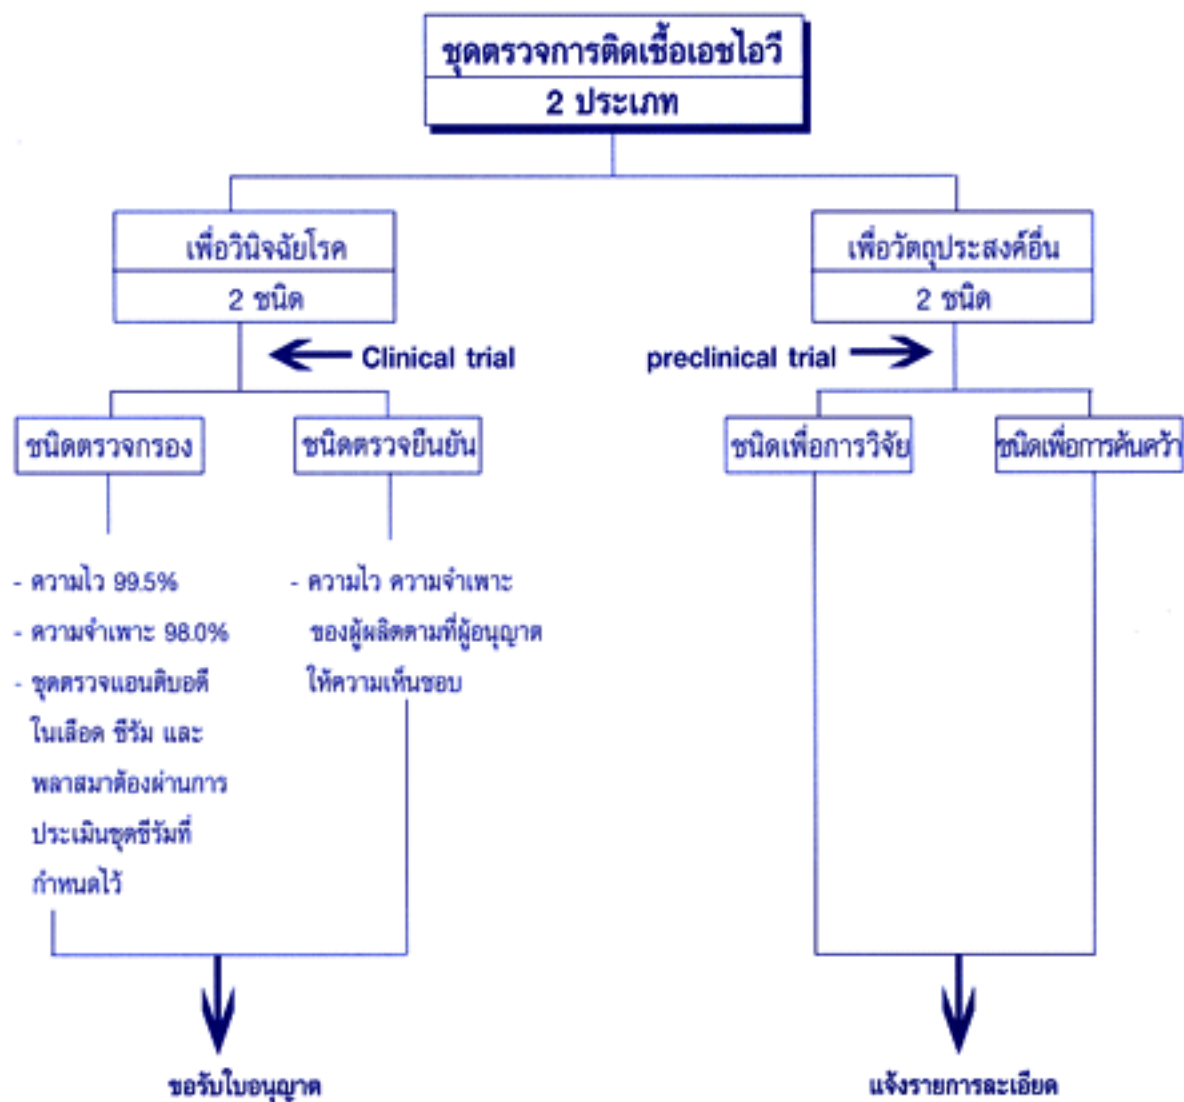 ชุดตรวจการติดเชื้อเอชไอวี
2 ประเภท
เพื่อวินิจฉัยโรค
2 ชนิด
เพื่อวัตถุประสงค์อื่น
2 ชนิด
Clinical trial
preclinical trial
ชนิดตรวจกรอง
ชนิดตรวจยืนยัน
ชนิดเพื่อการวิจัย
ชนิดเพื่อการค้นคว้า
- ความไว 99.5%
- ความจำเพาะ 98.0%
- ชุดตรวจแอนติบอดี
ในเลือด ซีรัม และ
พลาสมาต้องผ่านการ
ประเมินชุดซีรัมที่
กำหนดไว้
- ความไว ความจำเพาะ
ของผู้ผลิตตามที่ผู้อนุญาต
ให้ความเห็นชอบ
ขอรับใบอนุญาต
แจ้งรายการละเอียด